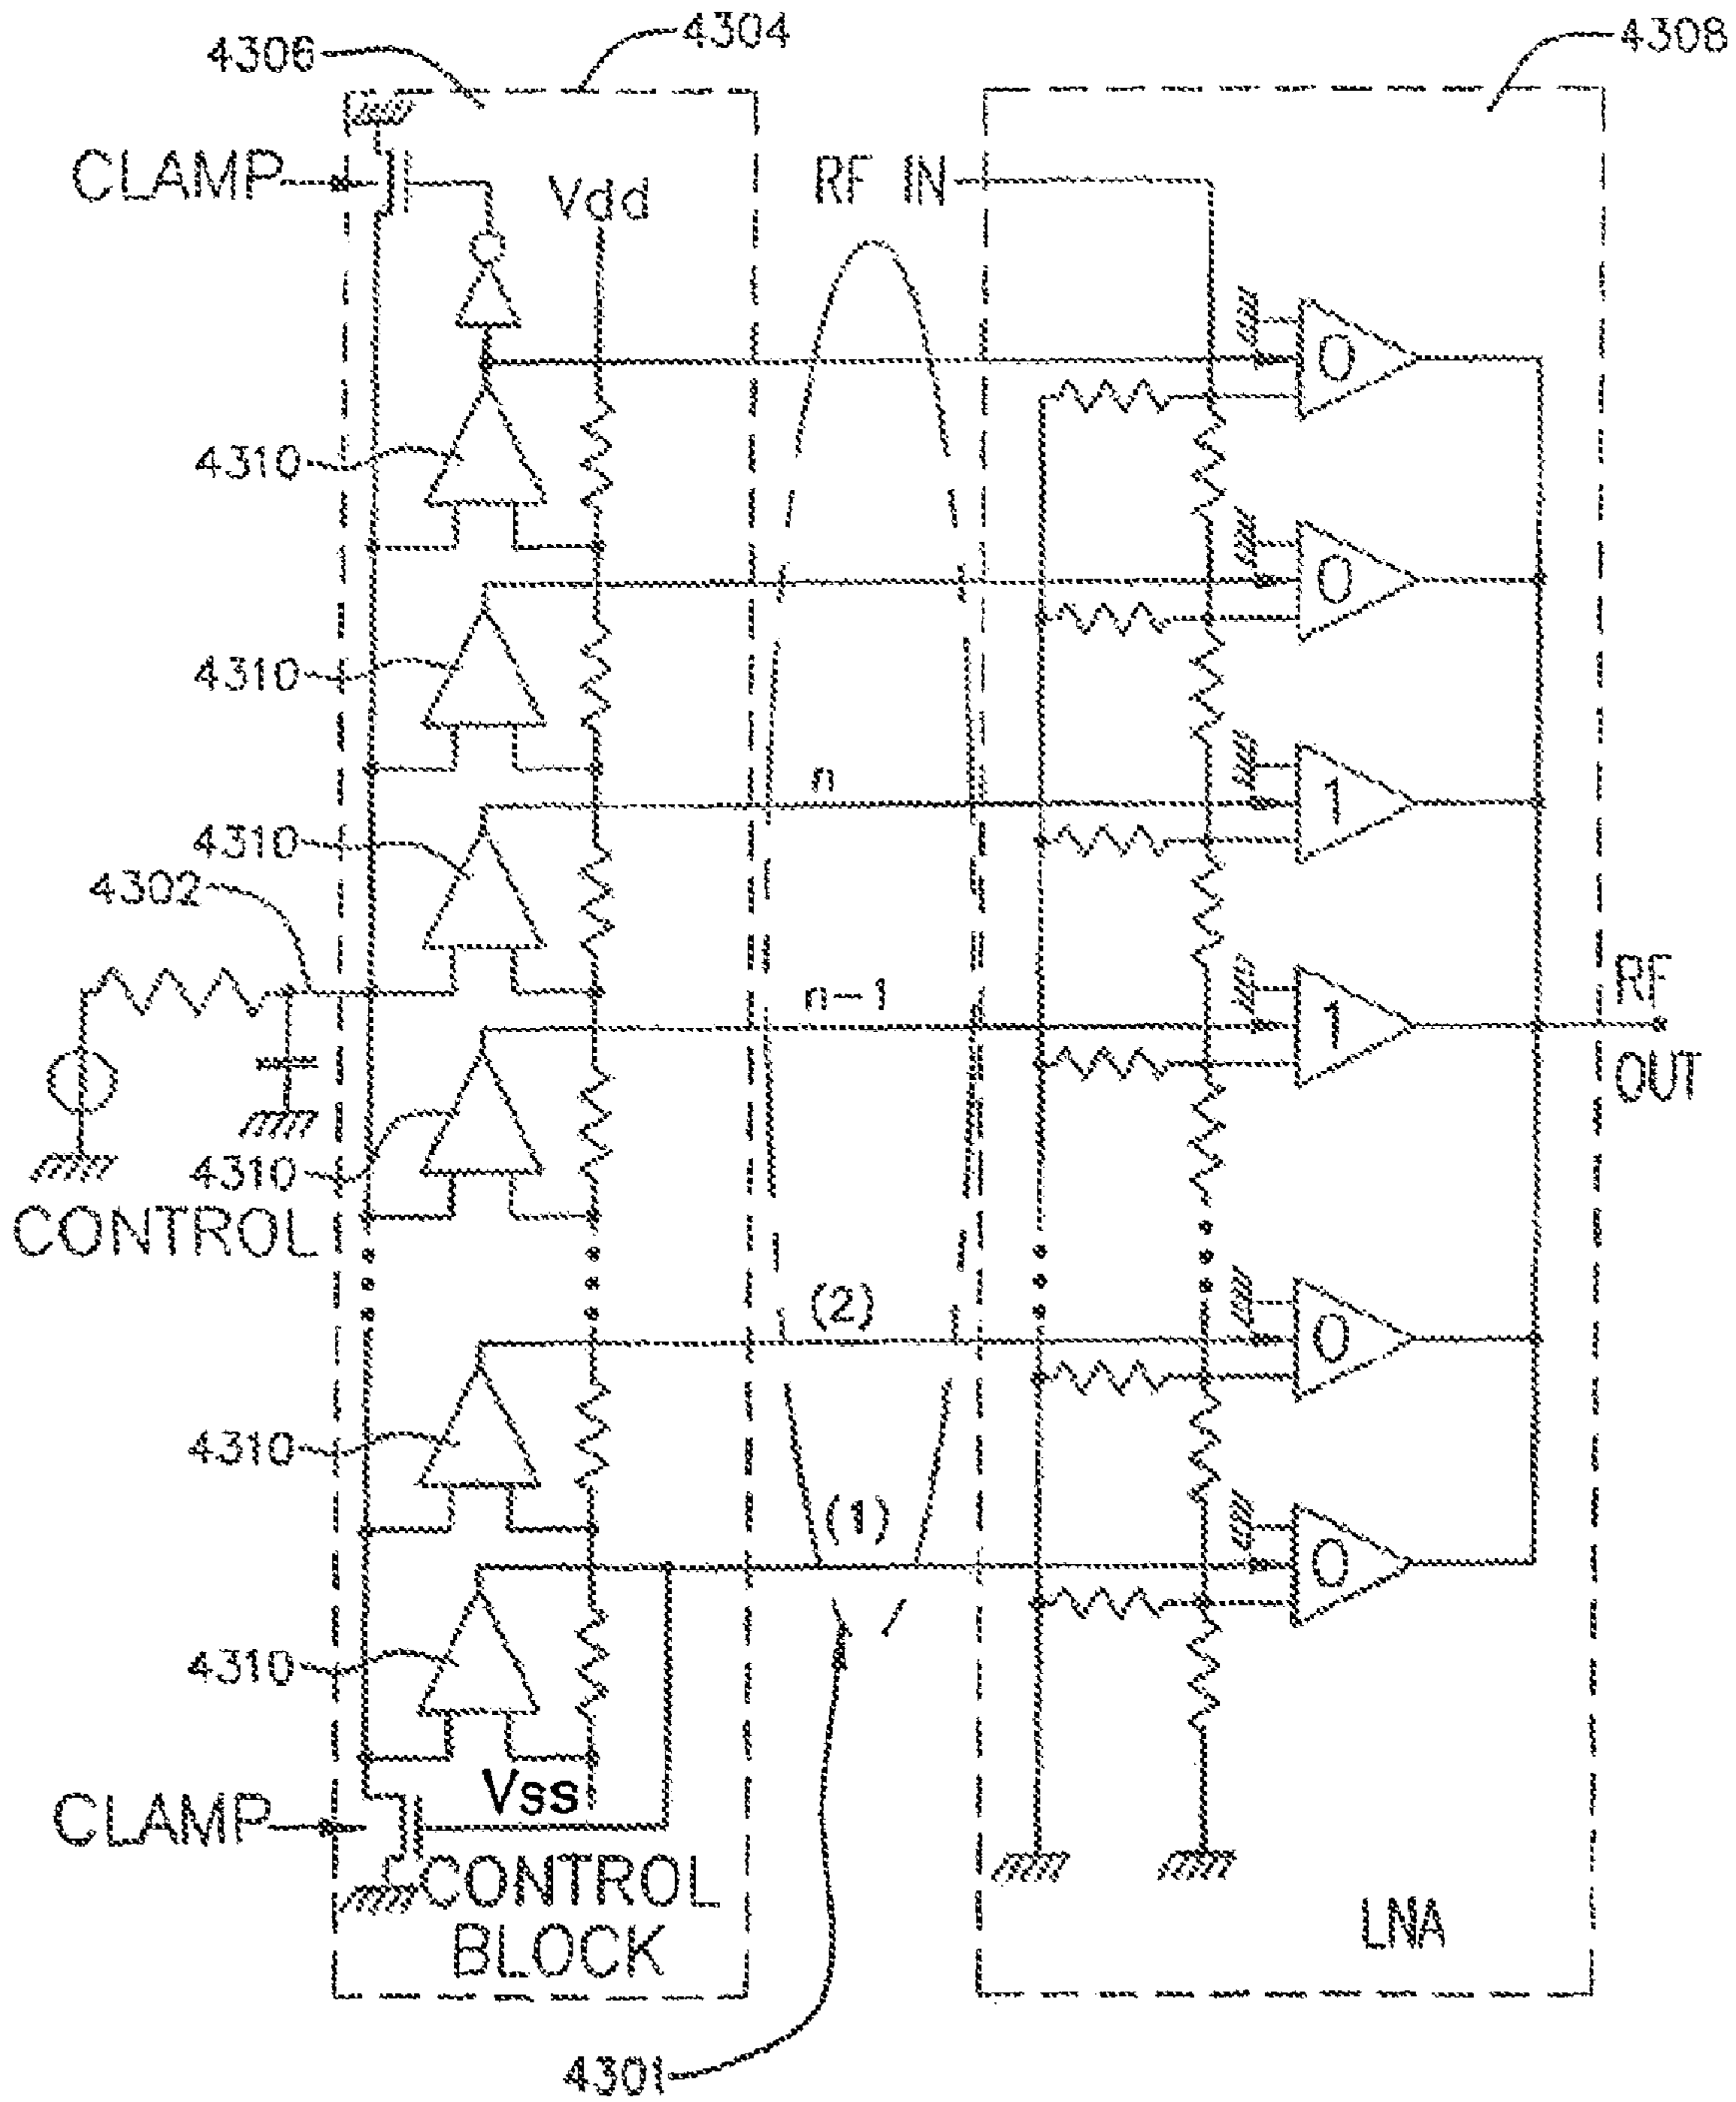 4306
4304
4308
CLAMP
Vdd
RF IN
0
4310
0
4310
n
1
4310
4302
n-1
1
RF
OUT
4310
CONTROL
(2)
0
4310
(1)
0
4310
Vss
CLAMP
CONTROL
BLOCK
LNA
4301